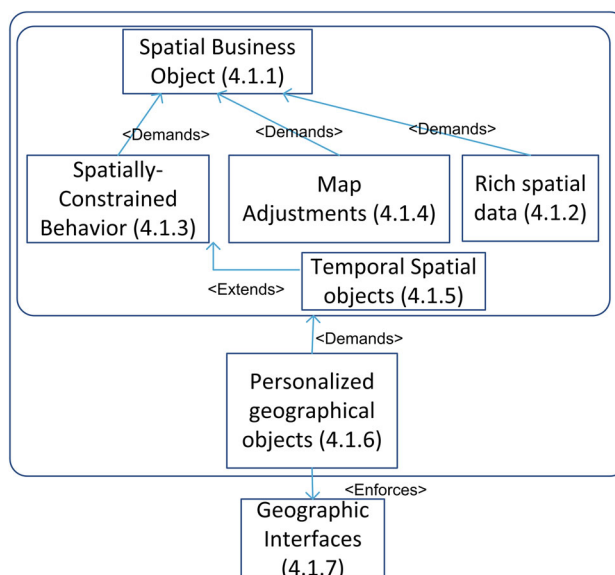 Spatial Business
Object (4.1.1)
<Demands>
<Demands>
<Demands>
Spatially-
Constrained
Behavior (4.1.3)
Map
Adjustments (4.1.4)
Rich spatial
data (4.1.2)
Temporal Spatial
objects (4.1.5)
<Extends>
<Demands>
Personalized
geographical
objects (4.1.6)
<Enforces>
Geographic
Interfaces
(4.1.7)